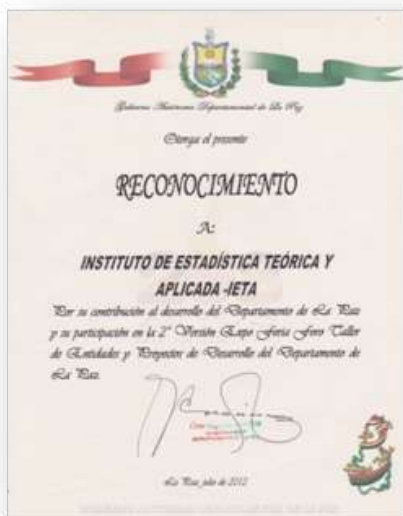 Gobierno Autónomo Departamental de La Paz
Otorga el presente
RECONOCIMIENTO
A:
INSTITUTO DE ESTADÍSTICA TEÓRICA Y
APLICADA -IETA
Por su contribución al desarrollo del Departamento de La Paz
y su participación en la 2° Versión Expo Feria Foro Taller
de Entidades y Proyectos de Desarrollo del Departamento de
La Paz.
La Paz, julio de 2012